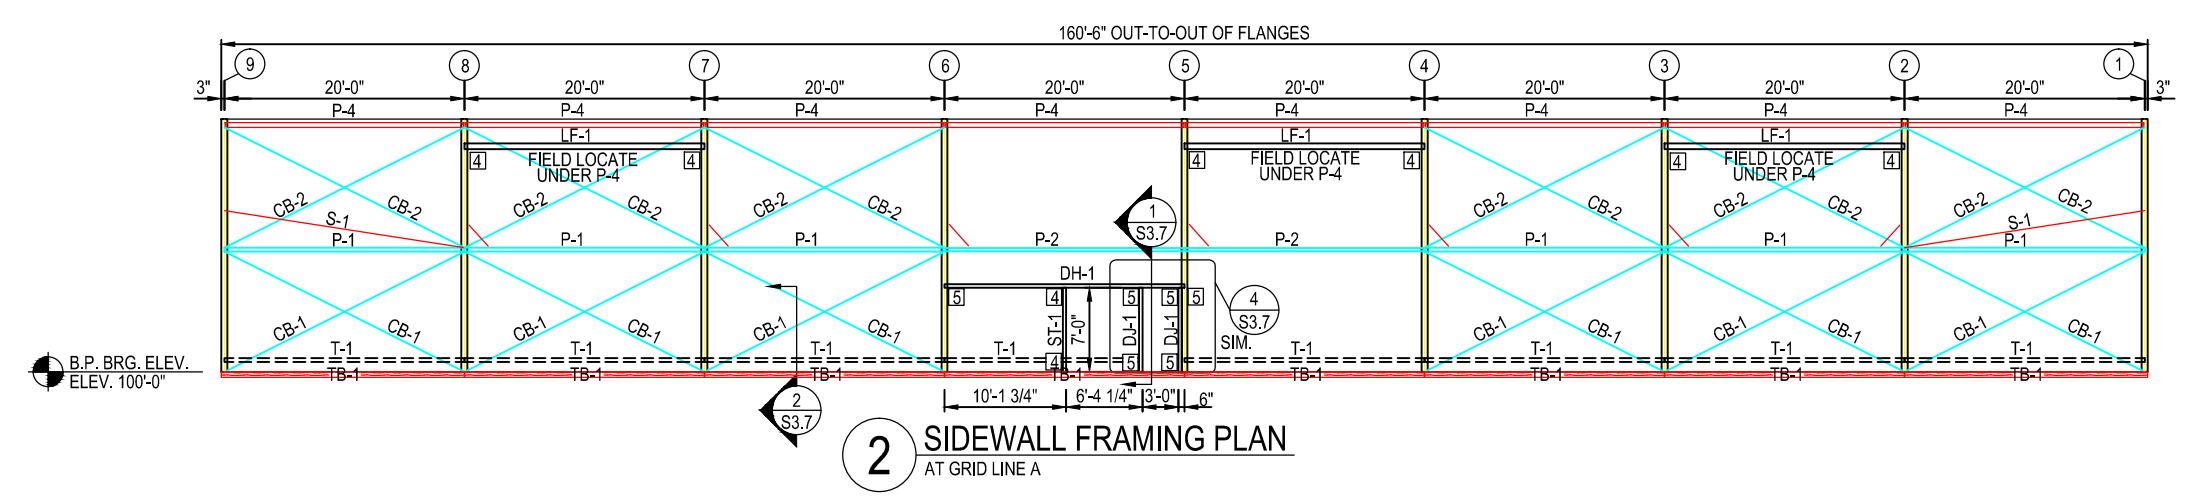 160'-6" OUT-TO-OUT OF FLANGES
9 8 7 6 5 4 3 2 1
3" 20'-0" 20'-0" 20'-0" 20'-0" 20'-0" 20'-0" 20'-0" 20'-0" 3"
P-4 P-4 P-4 P-4 P-4 P-4 P-4 P-4
LF-1 LF-1 LF-1
4 FIELD LOCATE 4 4 FIELD LOCATE 4 4 FIELD LOCATE 4
UNDER P-4 UNDER P-4 UNDER P-4
CB-2 CB-2 CB-2 CB-2 CB-2 CB-2 CB-2 CB-2 CB-2 CB-2 CB-2 CB-2
S-1 S-1
1
S3.7
P-1 P-1 P-1 P-2 P-2 P-1 P-1 P-1
DH-1
5 4 5 5 5
4
S3.7
SIM.
CB-1 CB-1 CB-1 CB-1 CB-1 CB-1 CB-1 CB-1 CB-1 CB-1 CB-1 CB-1
ST-1 7'-0" DJ-1 DJ-1
T-1 T-1 T-1 T-1 T-1 T-1 T-1 T-1
4 5 5
B.P. BRG. ELEV.
ELEV. 100'-0"
TB-1 TB-1 TB-1 TB-1 TB-1 TB-1 TB-1 TB-1
10'-1 3/4" 6'-4 1/4" 3'-0" 6"
2
S3.7
2 SIDEWALL FRAMING PLAN
AT GRID LINE A